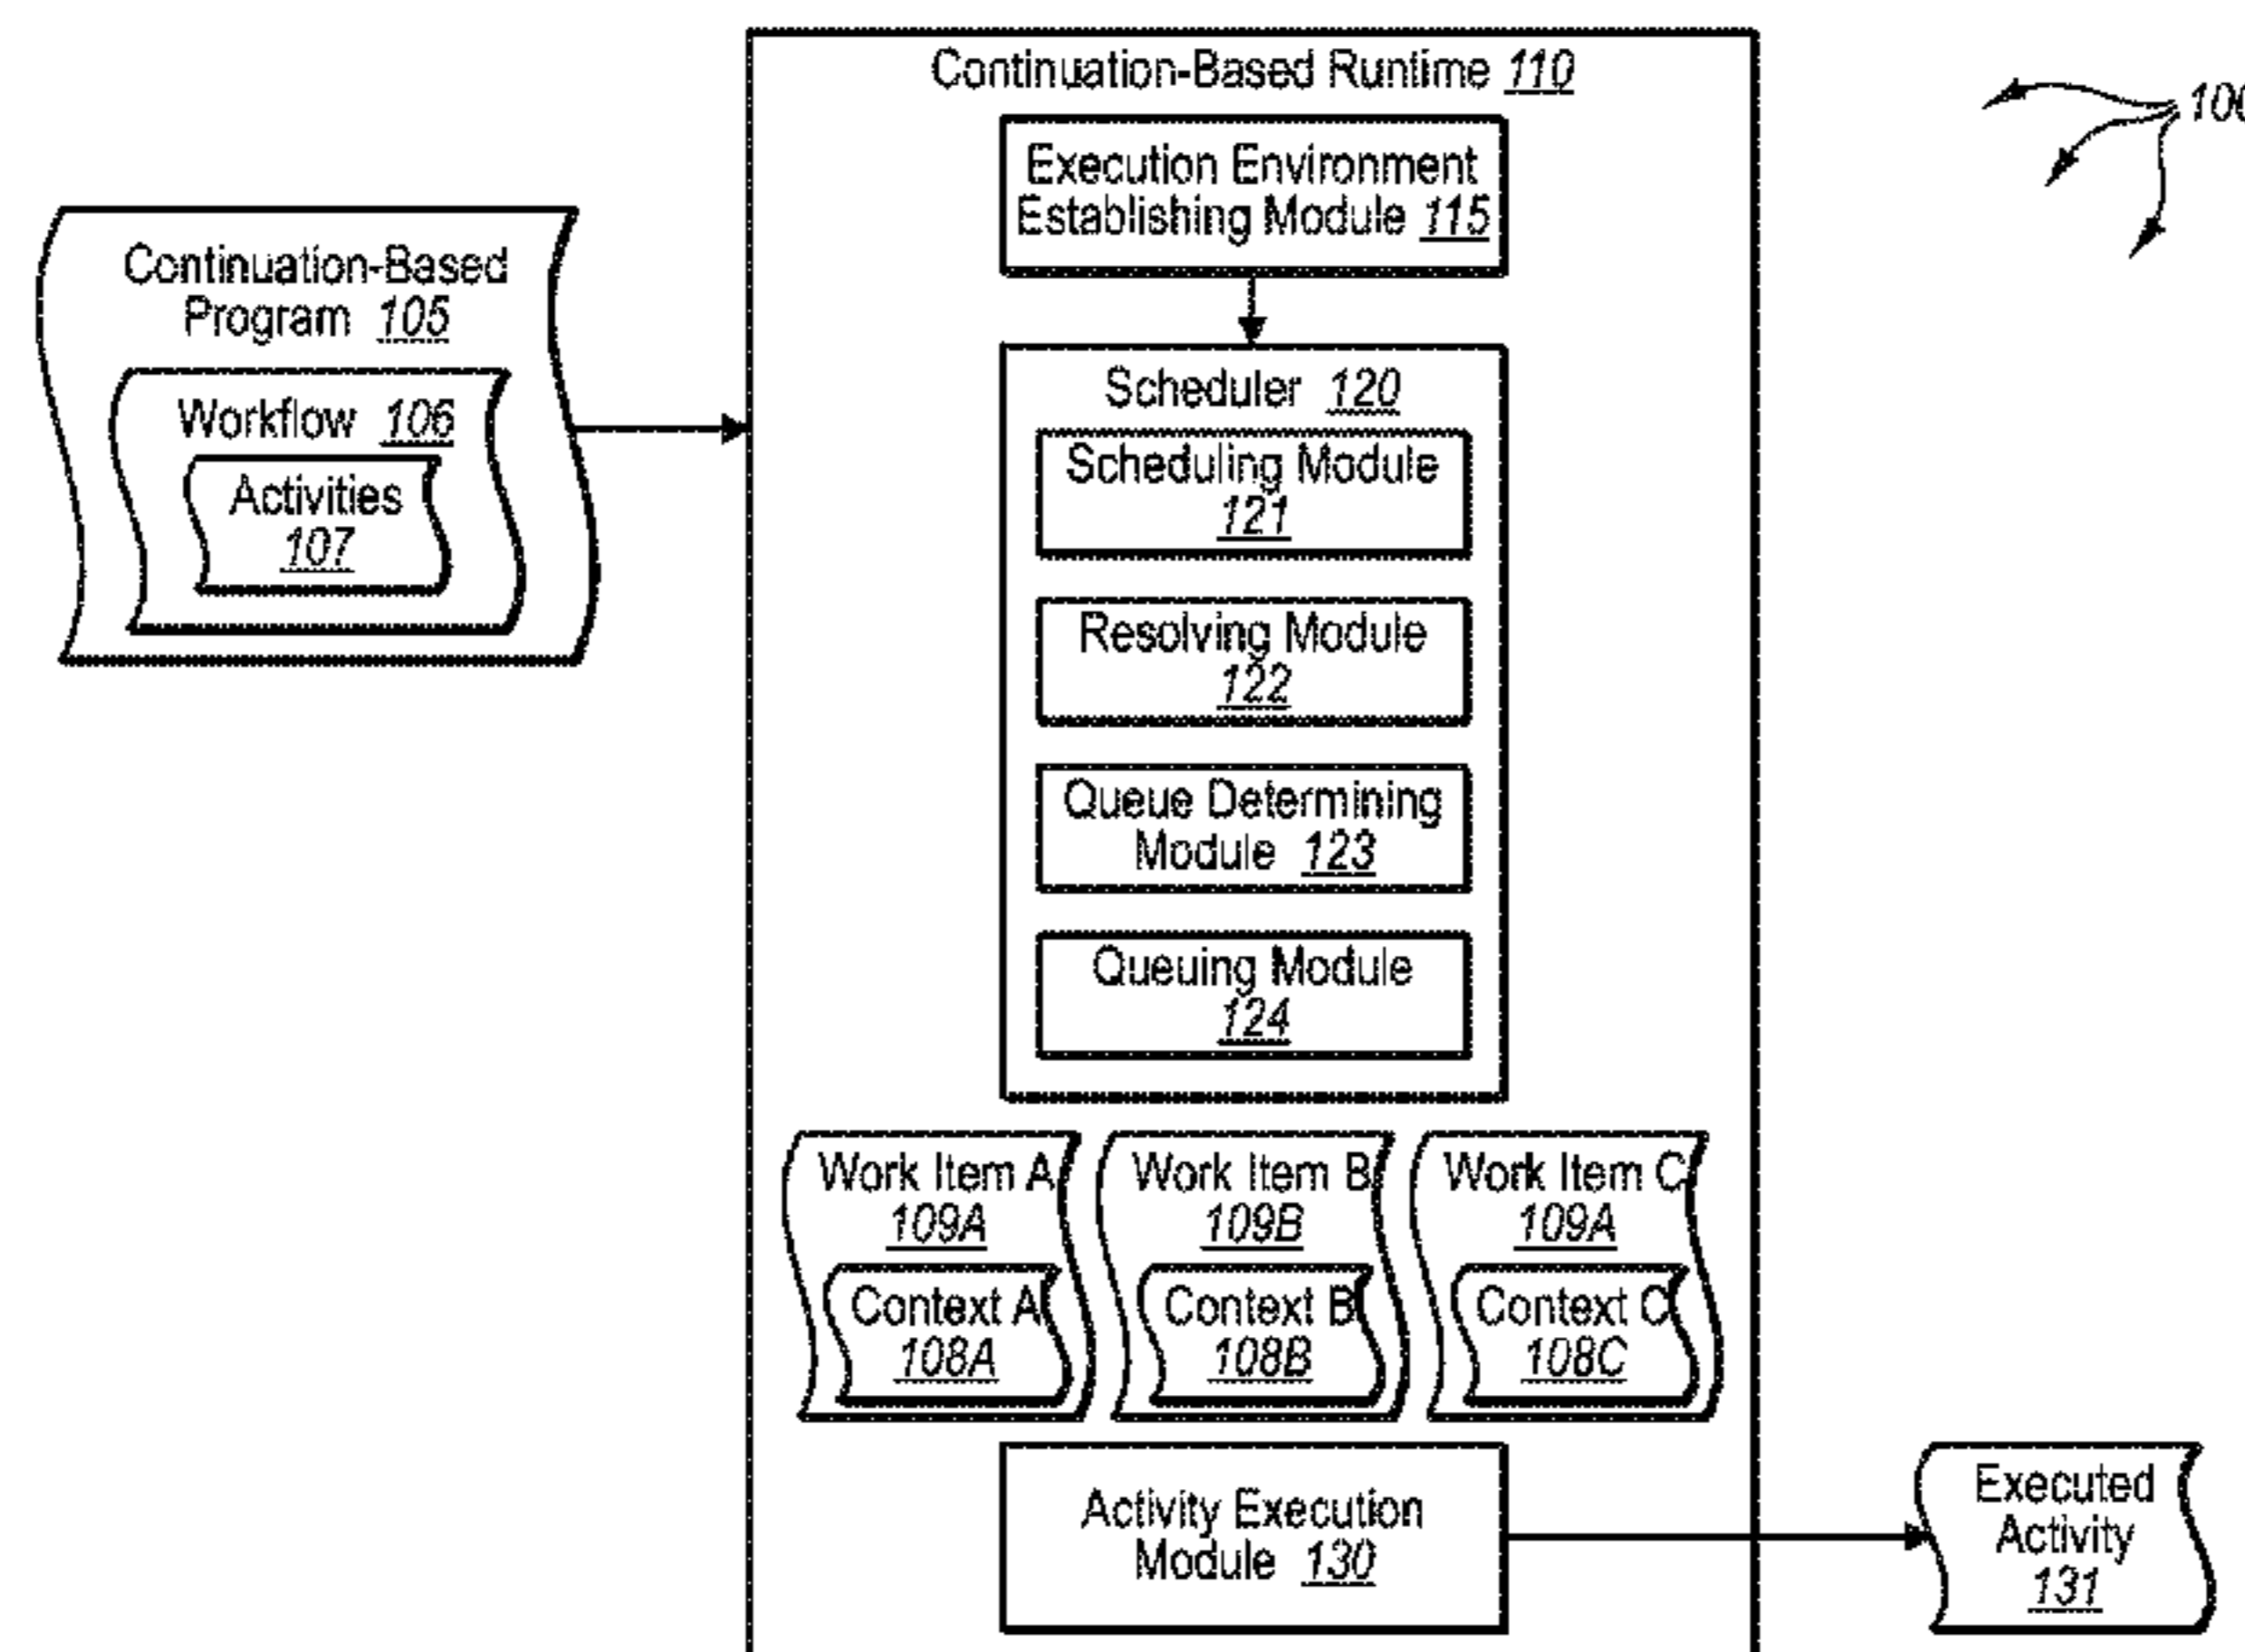 Continuation-Based Runtime 110
100
Execution Environment
Establishing Module 115
Continuation-Based
Program 105
Workflow 106
Activities
107
Scheduler 120
Scheduling Module
121
Resolving Module
122
Queue Determining
Module 123
Queuing Module
124
Work Item A
109A
Context A
108A
Work Item B
109B
Context B
108B
Work Item C
109A
Context C
108C
Activity Execution
Module 130
Executed
Activity
131